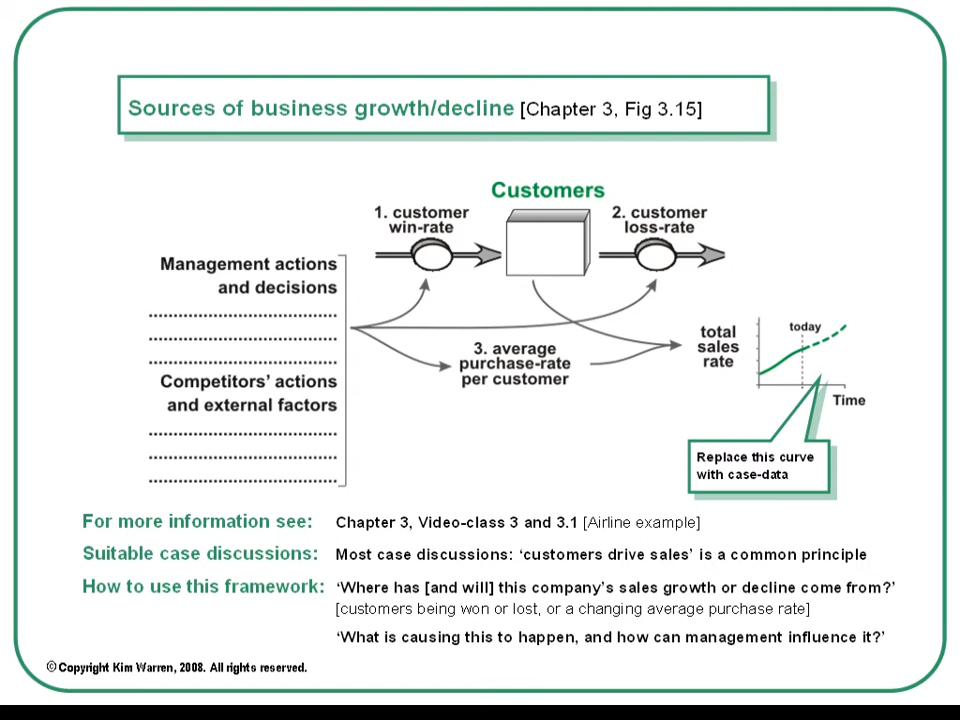 Sources of business growth/decline [Chapter 3, Fig 3.15]
Customers
1. customer
win-rate
2. customer
loss-rate
Management actions
and decisions
......................................
......................................
......................................
Competitors' actions
and external factors
......................................
......................................
......................................
3. average
purchase-rate
per customer
total
sales
rate
today
Time
Replace this curve
with case-data
For more information see: Chapter 3, Video-class 3 and 3.1 [Airline example]
Suitable case discussions: Most case discussions: ‘customers drive sales’ is a common principle
How to use this framework: ‘Where has [and will] this company’s sales growth or decline come from?’
[customers being won or lost, or a changing average purchase rate]
‘What is causing this to happen, and how can management influence it?’
© Copyright Kim Warren, 2008. All rights reserved.